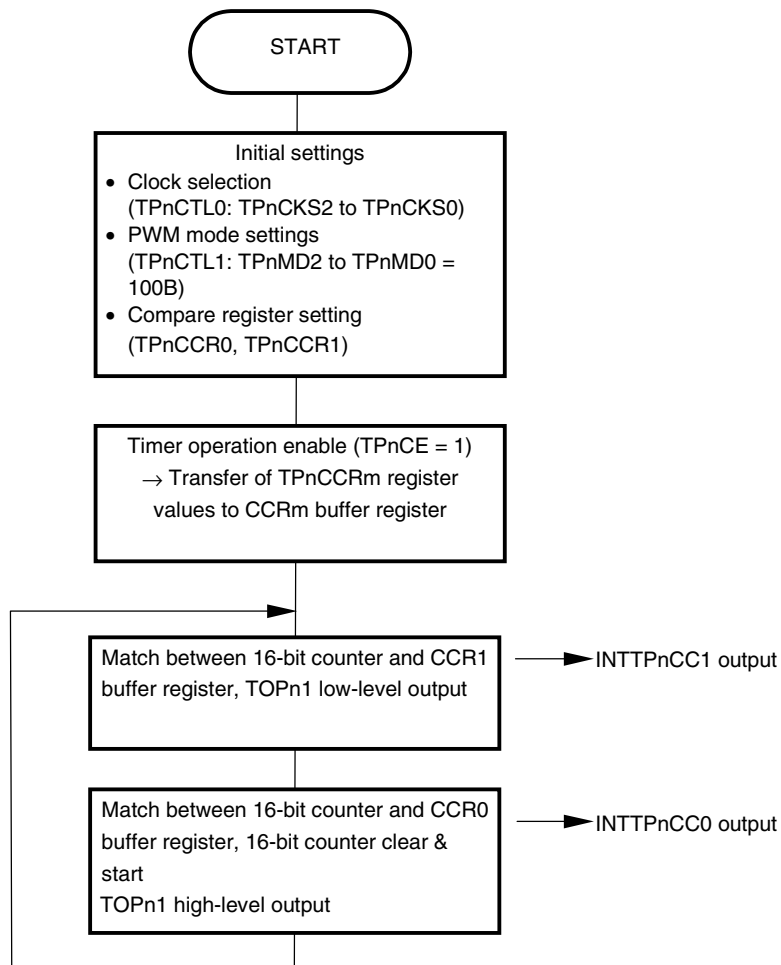 START
Initial settings
• Clock selection
(TPnCTL0: TPnCKS2 to TPnCKS0)
• PWM mode settings
(TPnCTL1: TPnMD2 to TPnMD0 =
100B)
• Compare register setting
(TPnCCR0, TPnCCR1)
Timer operation enable (TPnCE = 1)
→ Transfer of TPnCCRm register
values to CCRm buffer register
Match between 16-bit counter and CCR1
buffer register, TOPn1 low-level output
INTTPnCC1 output
Match between 16-bit counter and CCR0
buffer register, 16-bit counter clear &
start
TOPn1 high-level output
INTTPnCC0 output